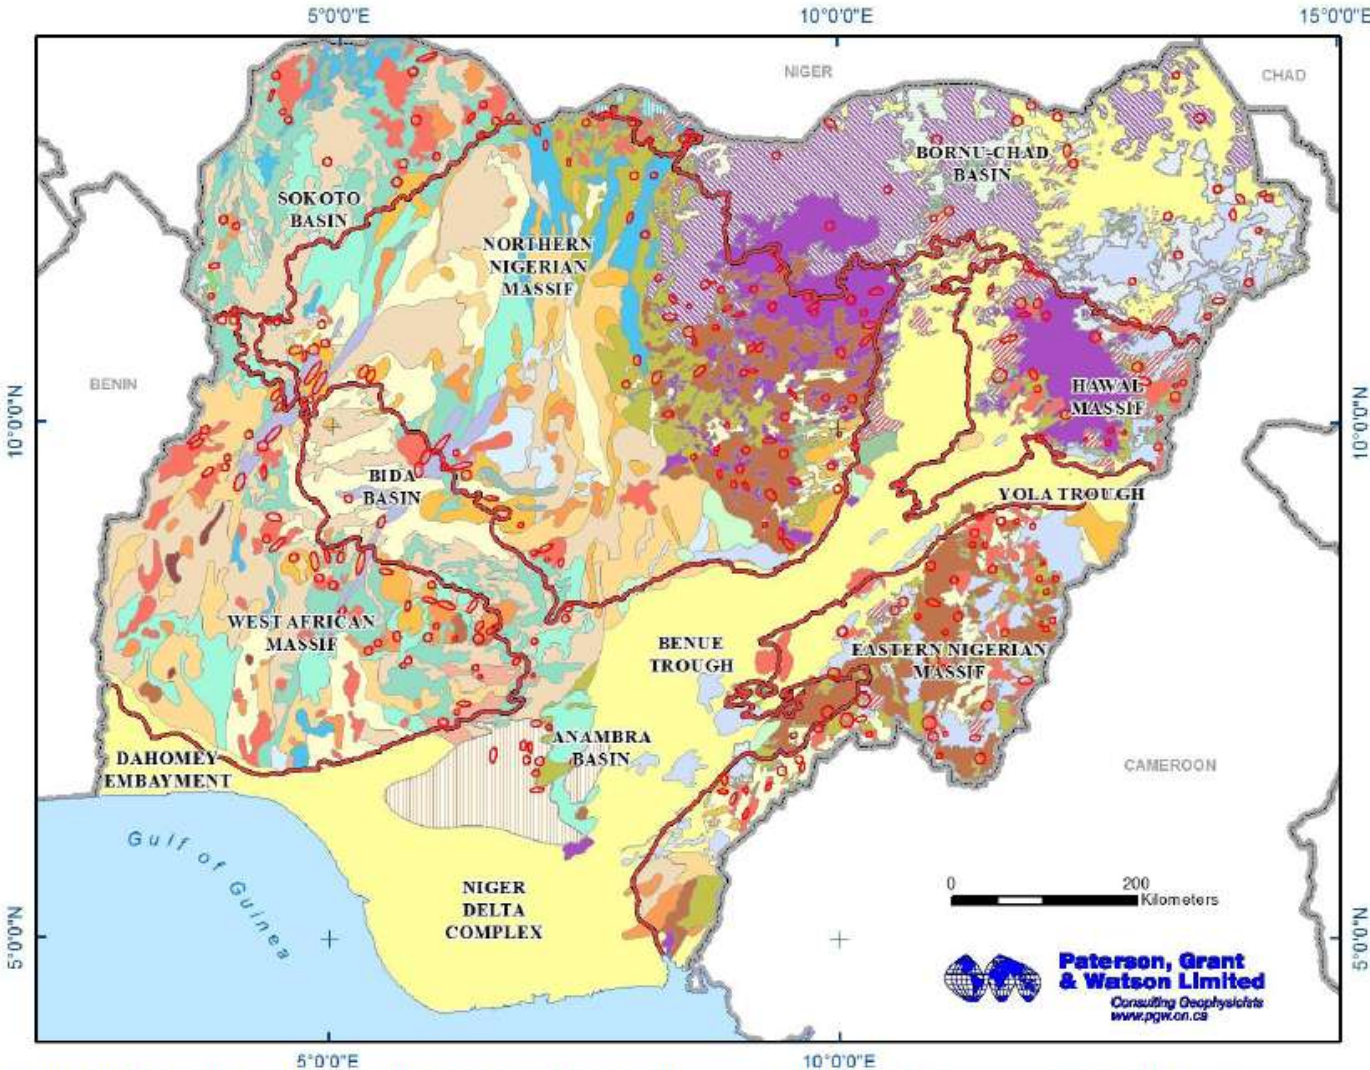 5°0'0"E
10°0'0"E
15°0'0"E
NIGER
CHAD
BORNU-CHAD
BASIN
SOKOTO
BASIN
NORTHERN
NIGERIAN
MASSIF
BENIN
10°0'0"N
10°0'0"N
HAWAL
MASSIF
BIDA
BASIN
YOLA TROUGH
WEST AFRICAN
MASSIF
BENUE
TROUGH
EASTERN NIGERIAN
MASSIF
ANAMBRA
BASIN
DAHOMEY
EMBAYMENT
CAMEROON
Gulf of Guinea
NIGER
DELTA
COMPLEX
0 200
Kilometers
5°0'0"N
5°0'0"N
Paterson, Grant
& Watson Limited
Consulting Geophysicists
www.pgw.on.ca
5°0'0"E
10°0'0"E